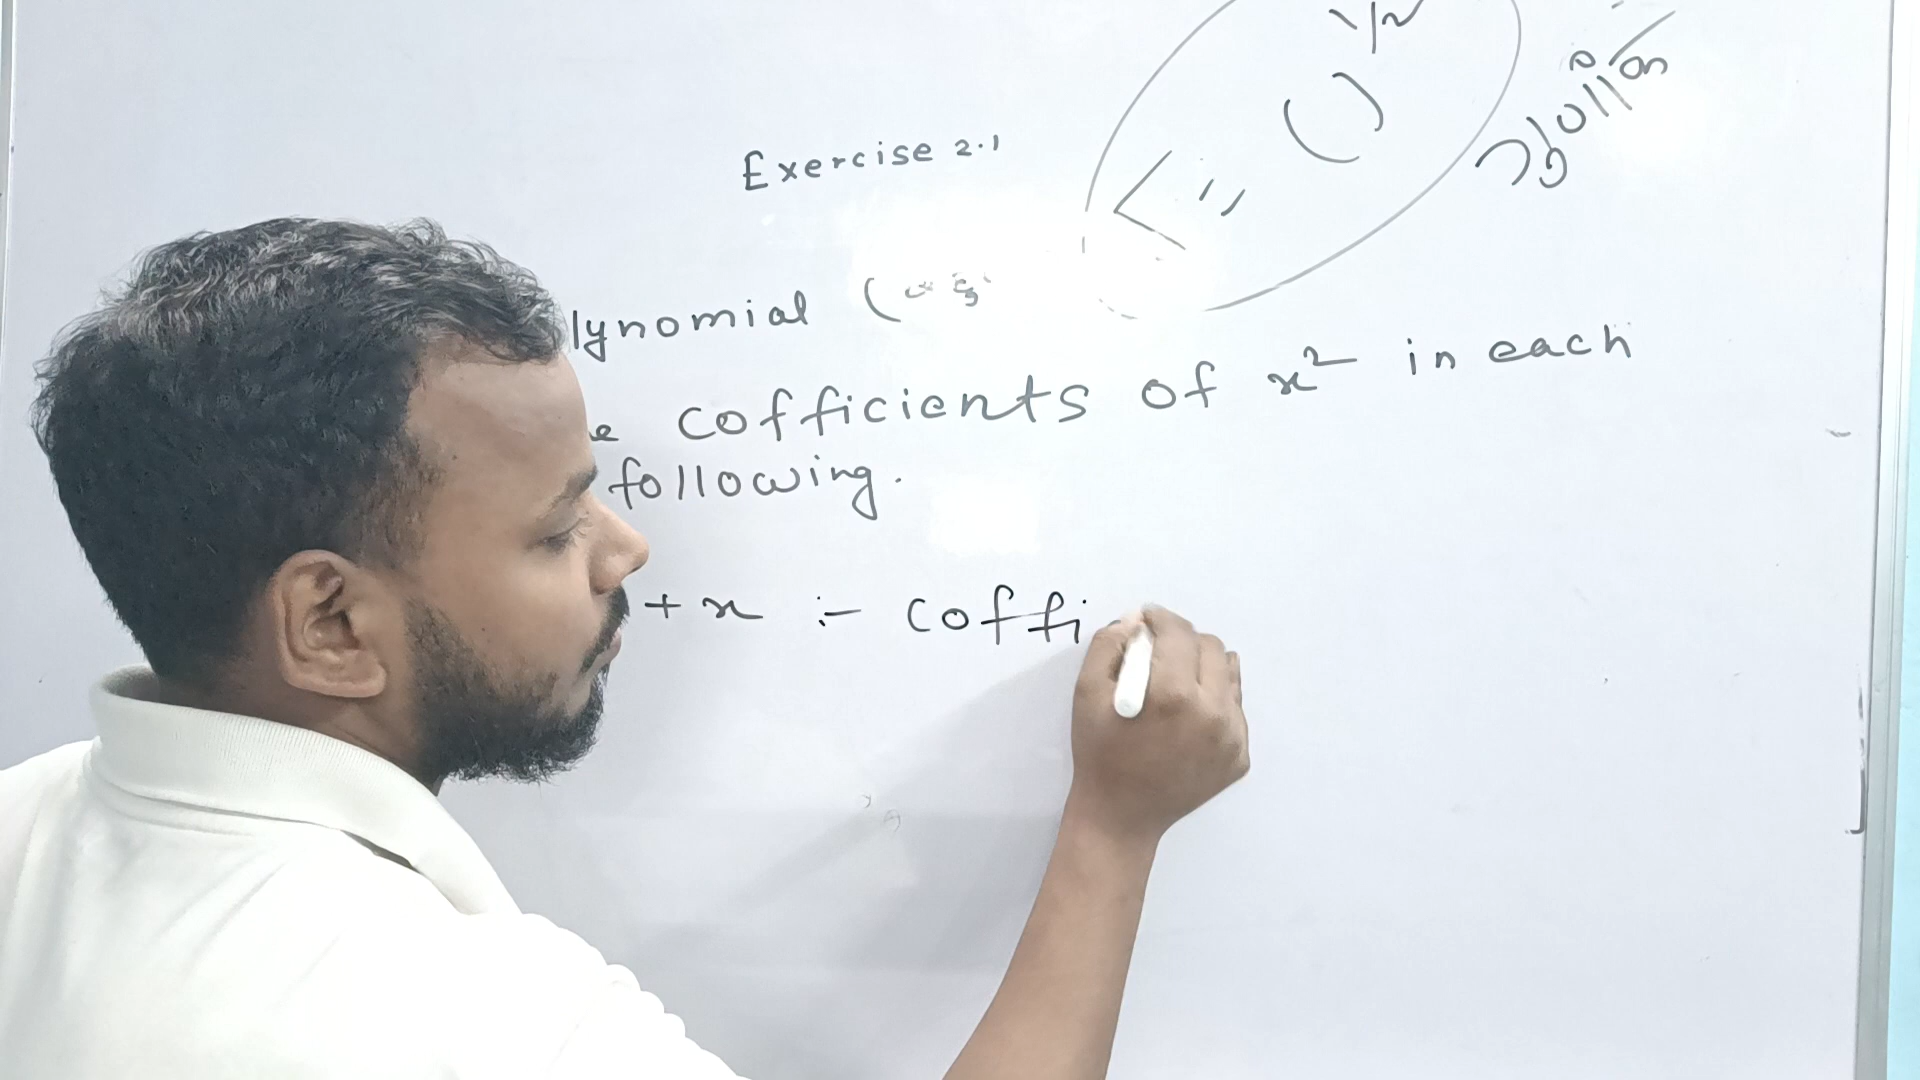 Exercise 2.1
lynomial (
e cofficients of x² in each
following.
+ x :- coffi